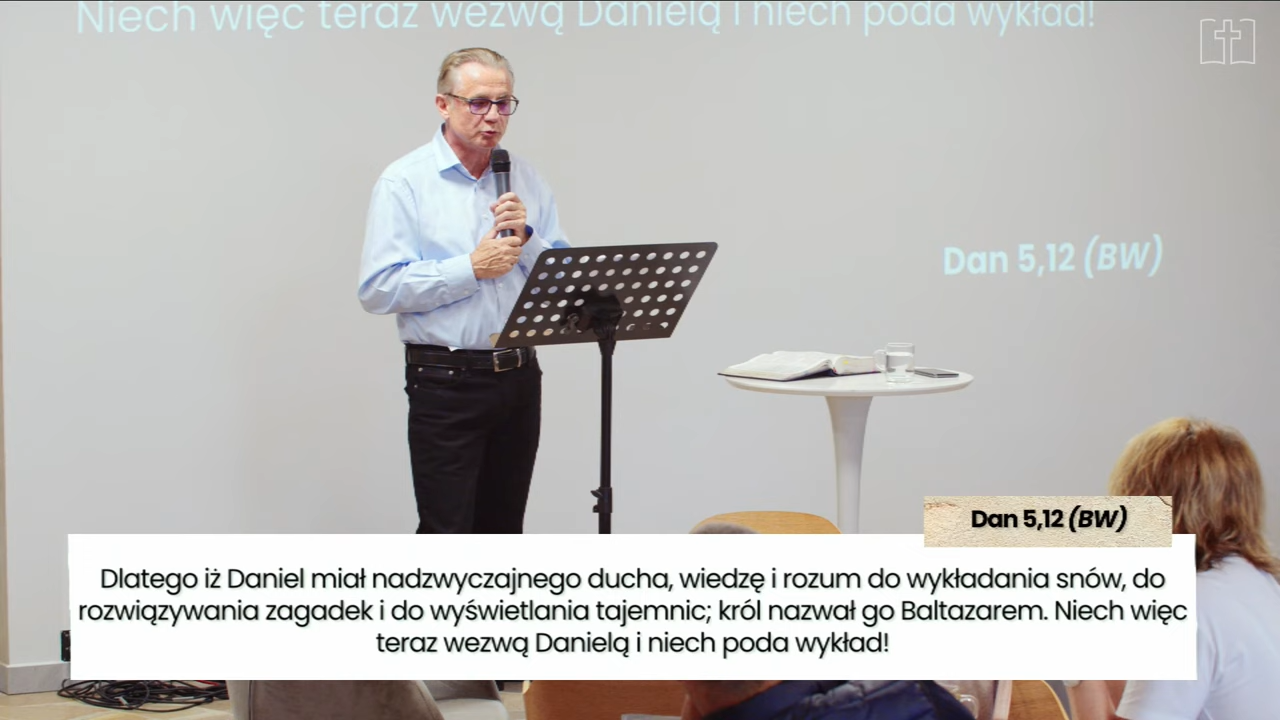 Niech więc teraz wezwą Danielą i niech poda wykład!
Dan 5,12 (BW)
Dan 5,12 (BW)
Dlatego iż Daniel miał nadzwyczajnego ducha, wiedzę i rozum do wykładania snów, do
rozwiązywania zagadek i do wyświetlania tajemnic; król nazwał go Baltazarem. Niech więc
teraz wezwą Danielą i niech poda wykład!